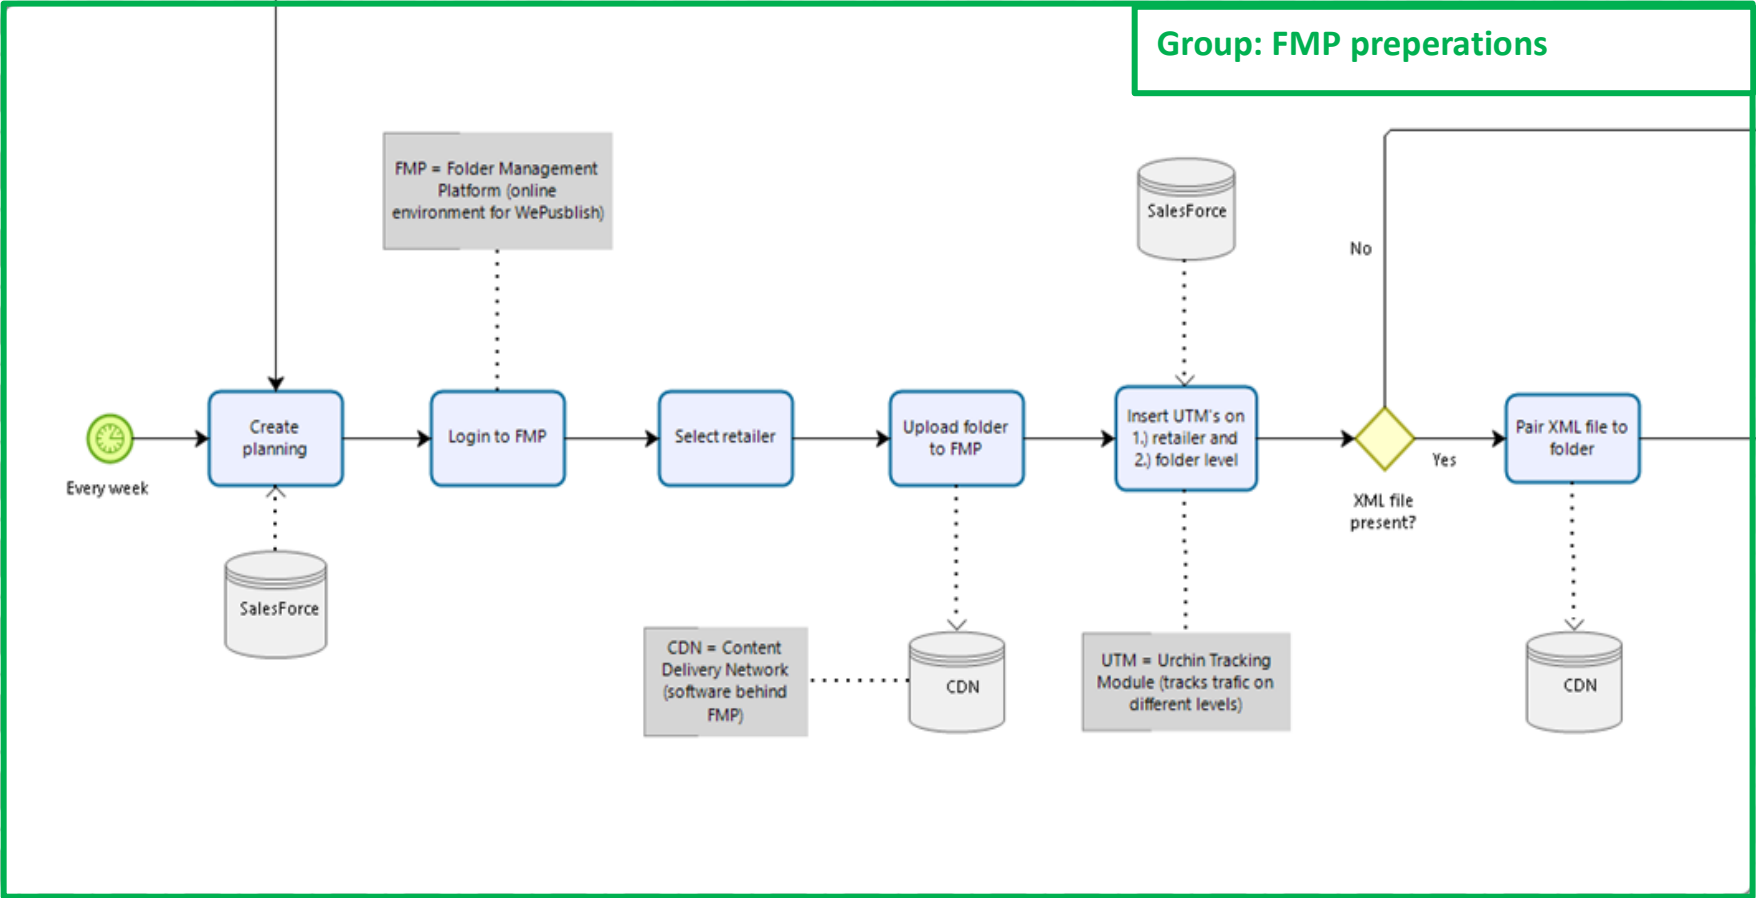 Group: FMP preperations
FMP = Folder Management
Platform (online
environment for WePusblish)
SalesForce
No
Every week
Create
planning
Login to FMP
Select retailer
Upload folder
to FMP
Insert UTM's on
1.) retailer and
2.) folder level
XML file
present?
Yes
Pair XML file to
folder
SalesForce
CDN = Content
Delivery Network
(software behind
FMP)
CDN
UTM = Urchin Tracking
Module (tracks trafic on
different levels)
CDN